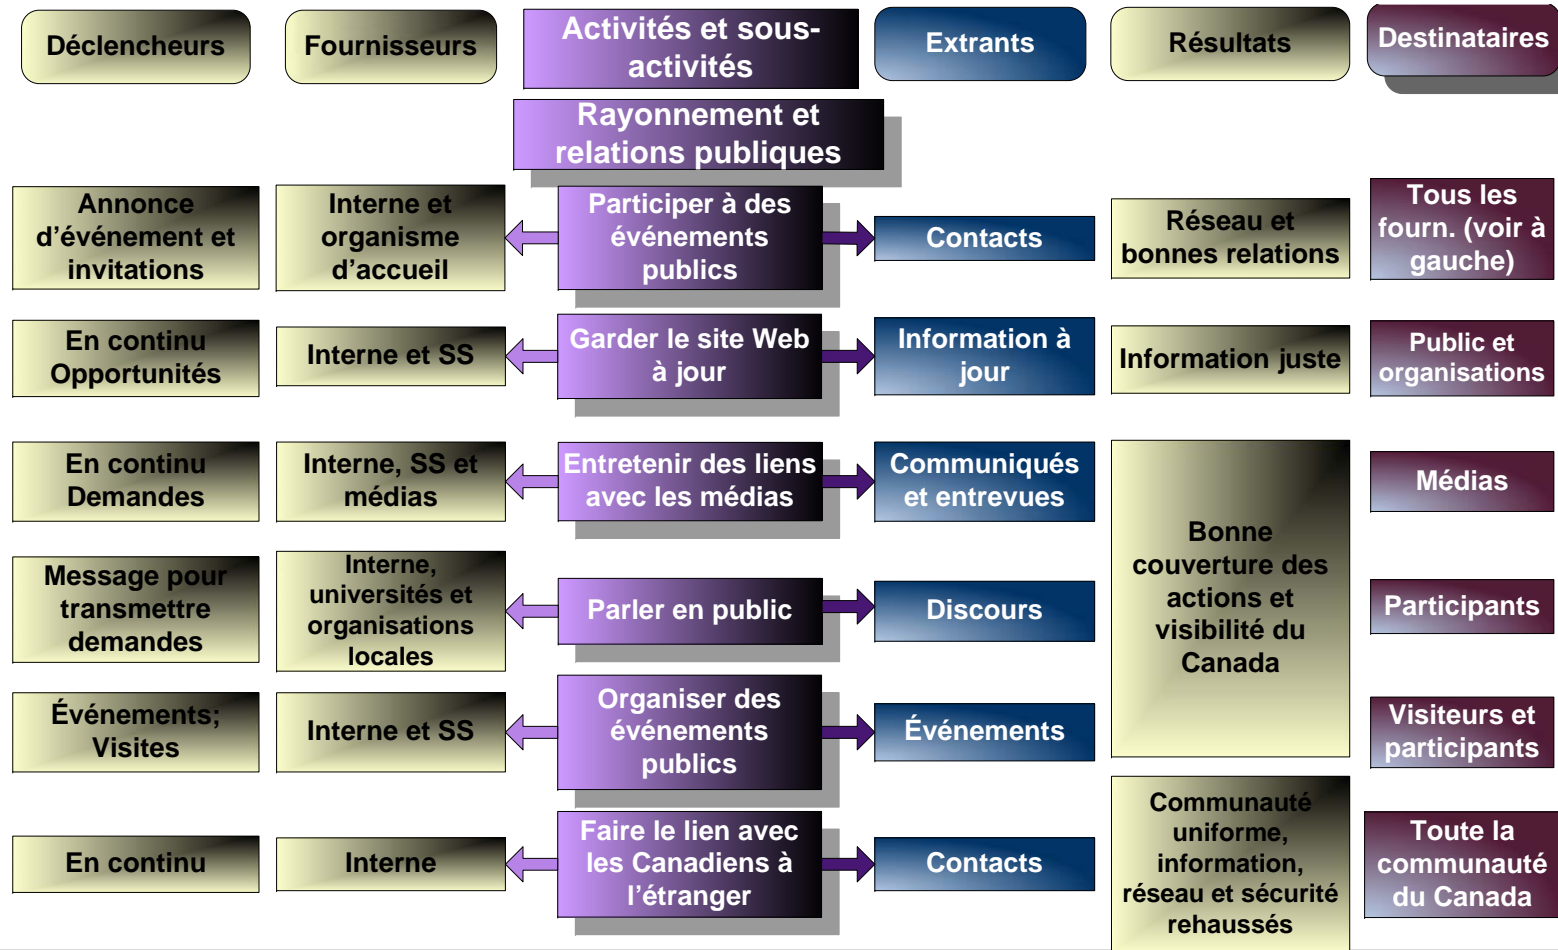 Déclencheurs
Fournisseurs
Activités et sous-
activités
Extrants
Résultats
Destinataires
Rayonnement et
relations publiques
Annonce
d’événement et
invitations
Interne et
organisme
d’accueil
Participer à des
événements
publics
Contacts
Réseau et
bonnes relations
Tous les
fourn. (voir à
gauche)
En continu
Opportunités
Interne et SS
Garder le site Web
à jour
Information à
jour
Information juste
Public et
organisations
En continu
Demandes
Interne, SS et
médias
Entretenir des liens
avec les médias
Communiqués
et entrevues
Bonne
couverture des
actions et
visibilité du
Canada
Médias
Message pour
transmettre
demandes
Interne,
universités et
organisations
locales
Parler en public
Discours
Participants
Événements;
Visites
Interne et SS
Organiser des
événements
publics
Événements
Visiteurs et
participants
En continu
Interne
Faire le lien avec
les Canadiens à
l’étranger
Contacts
Communauté
uniforme,
information,
réseau et sécurité
rehaussés
Toute la
communauté
du Canada